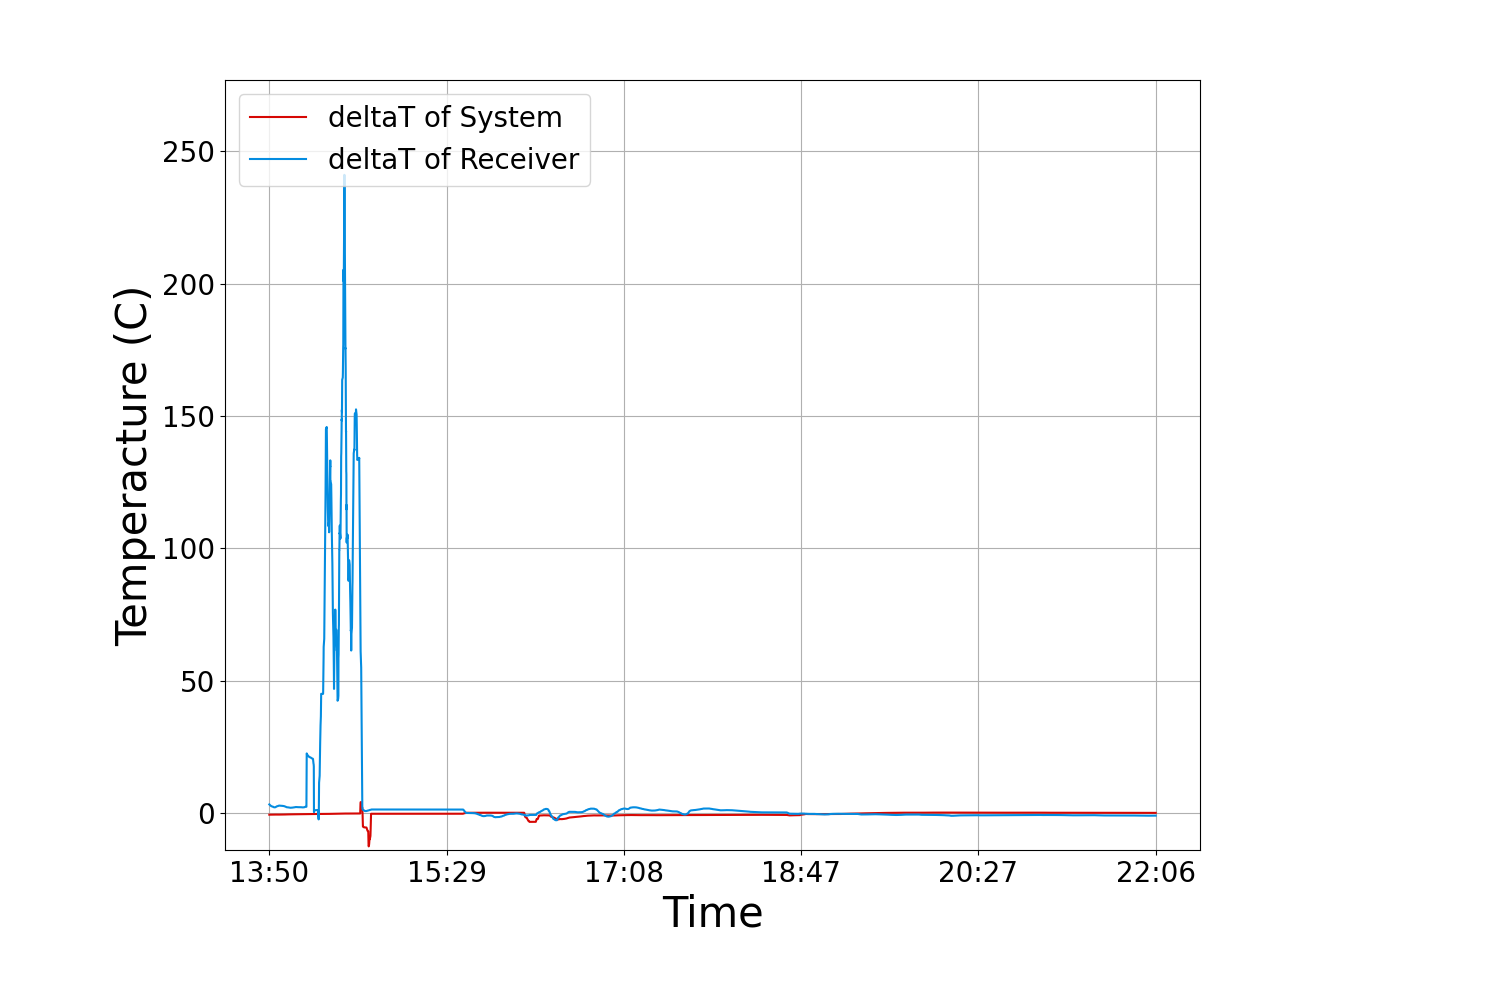 deltaT of System
deltaT of Receiver
250
200
150
100
50
0
Temperacture (C)
13:50 15:29 17:08 18:47 20:27 22:06
Time